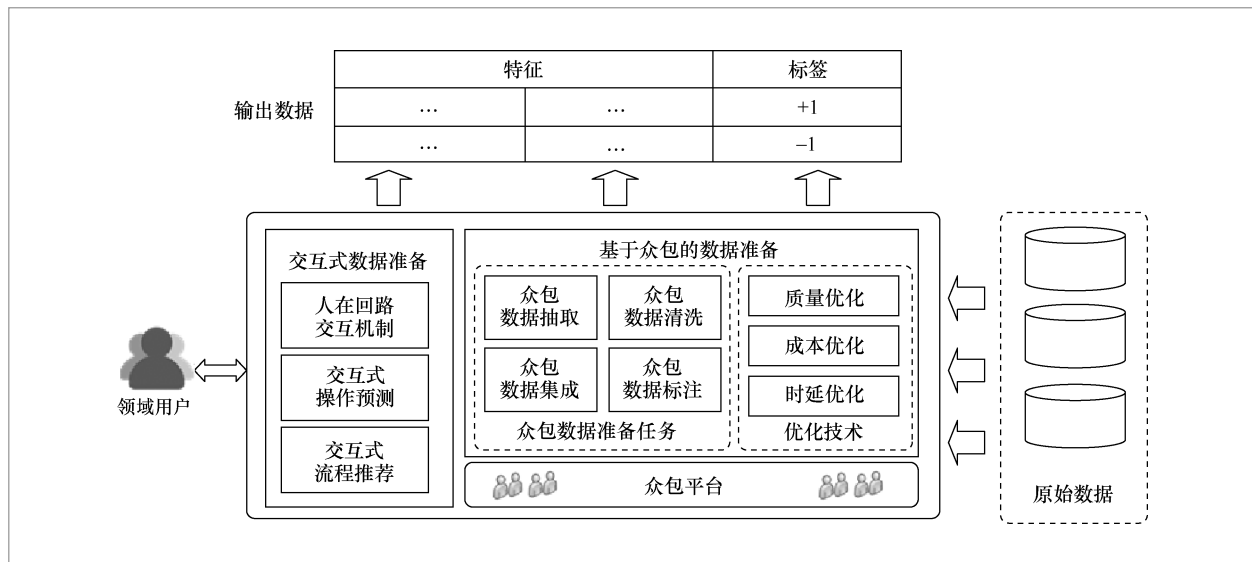 特征
标签
输出数据
…
…
+1
…
…
−1
交互式数据准备
人在回路
交互机制
交互式
操作预测
交互式
流程推荐
基于众包的数据准备
众包
数据抽取
众包
数据清洗
众包
数据集成
众包
数据标注
众包数据准备任务
质量优化
成本优化
时延优化
优化技术
众包平台
领域用户
原始数据